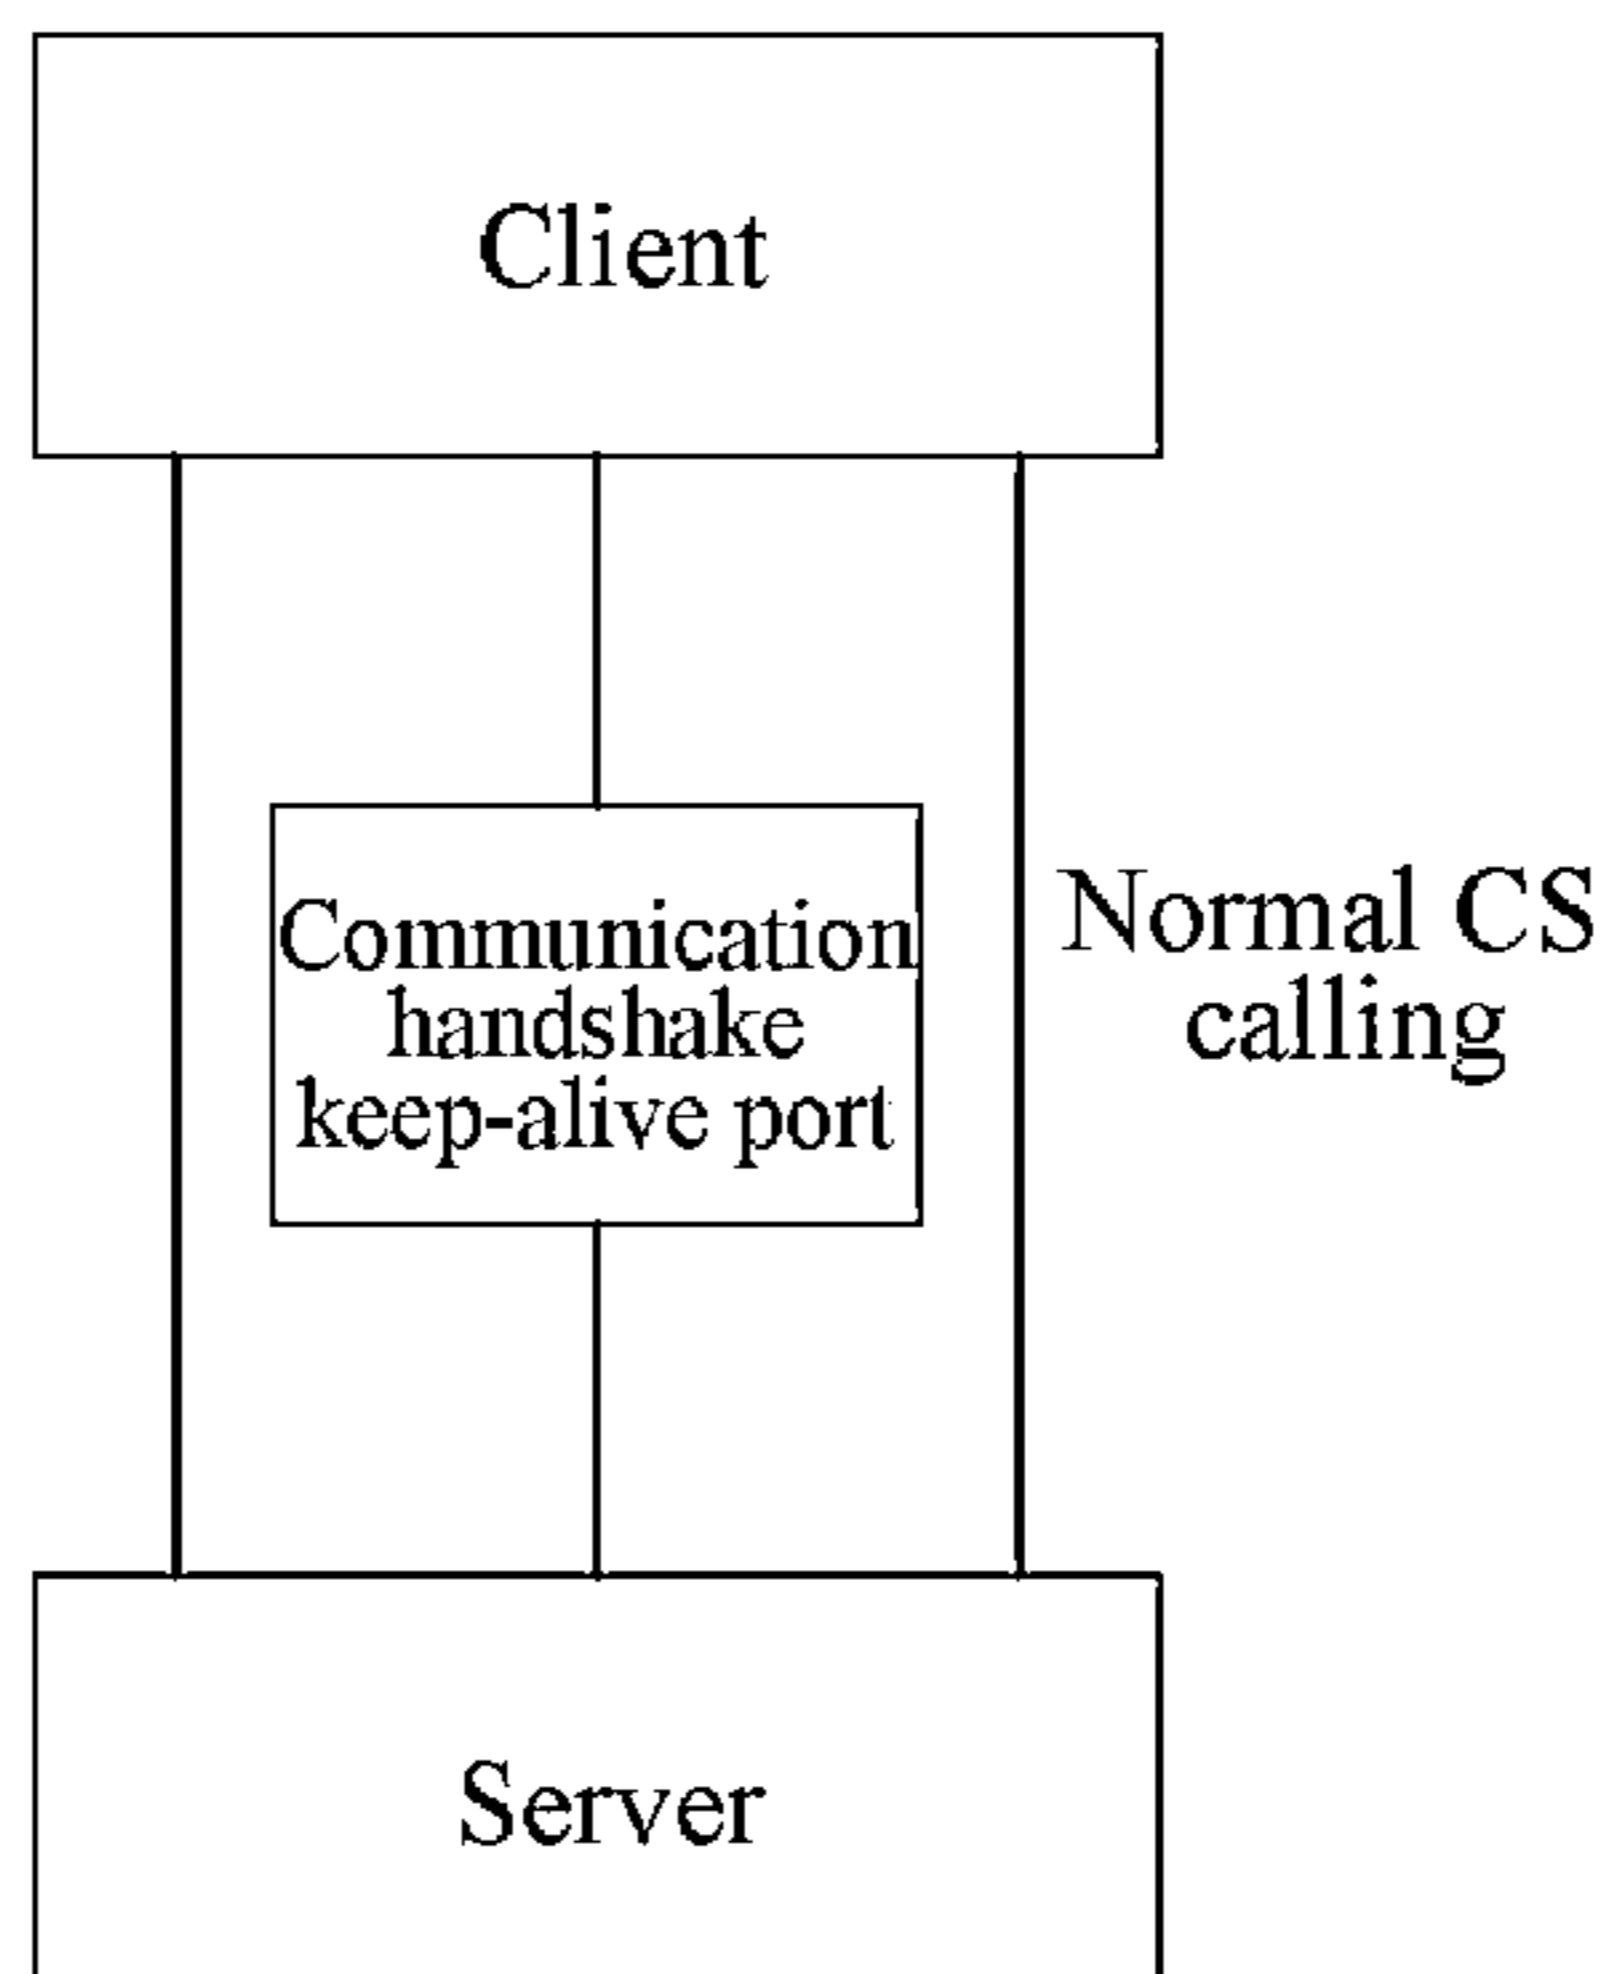 Client
Communication
handshake
keep-alive port
Normal CS
calling
Server